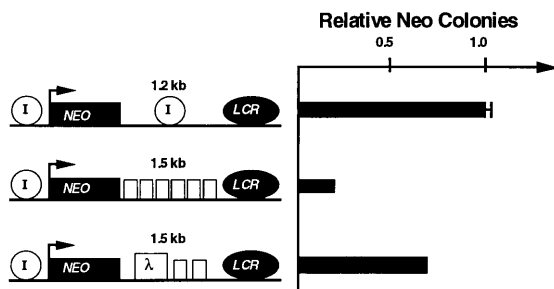 Relative Neo Colonies
0.5 1.0
1.2 kb
I NEO I LCR
1.5 kb
I NEO LCR
1.5 kb
I NEO λ LCR